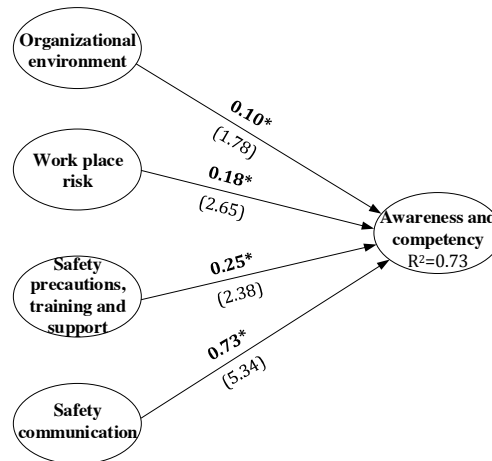 Organizational
environment
0.10*
(1.78)
Work place
risk
0.18*
(2.65)
Awareness and
competency
R²=0.73
Safety
precautions,
training and
support
0.25*
(2.38)
0.73*
(5.34)
Safety
communication